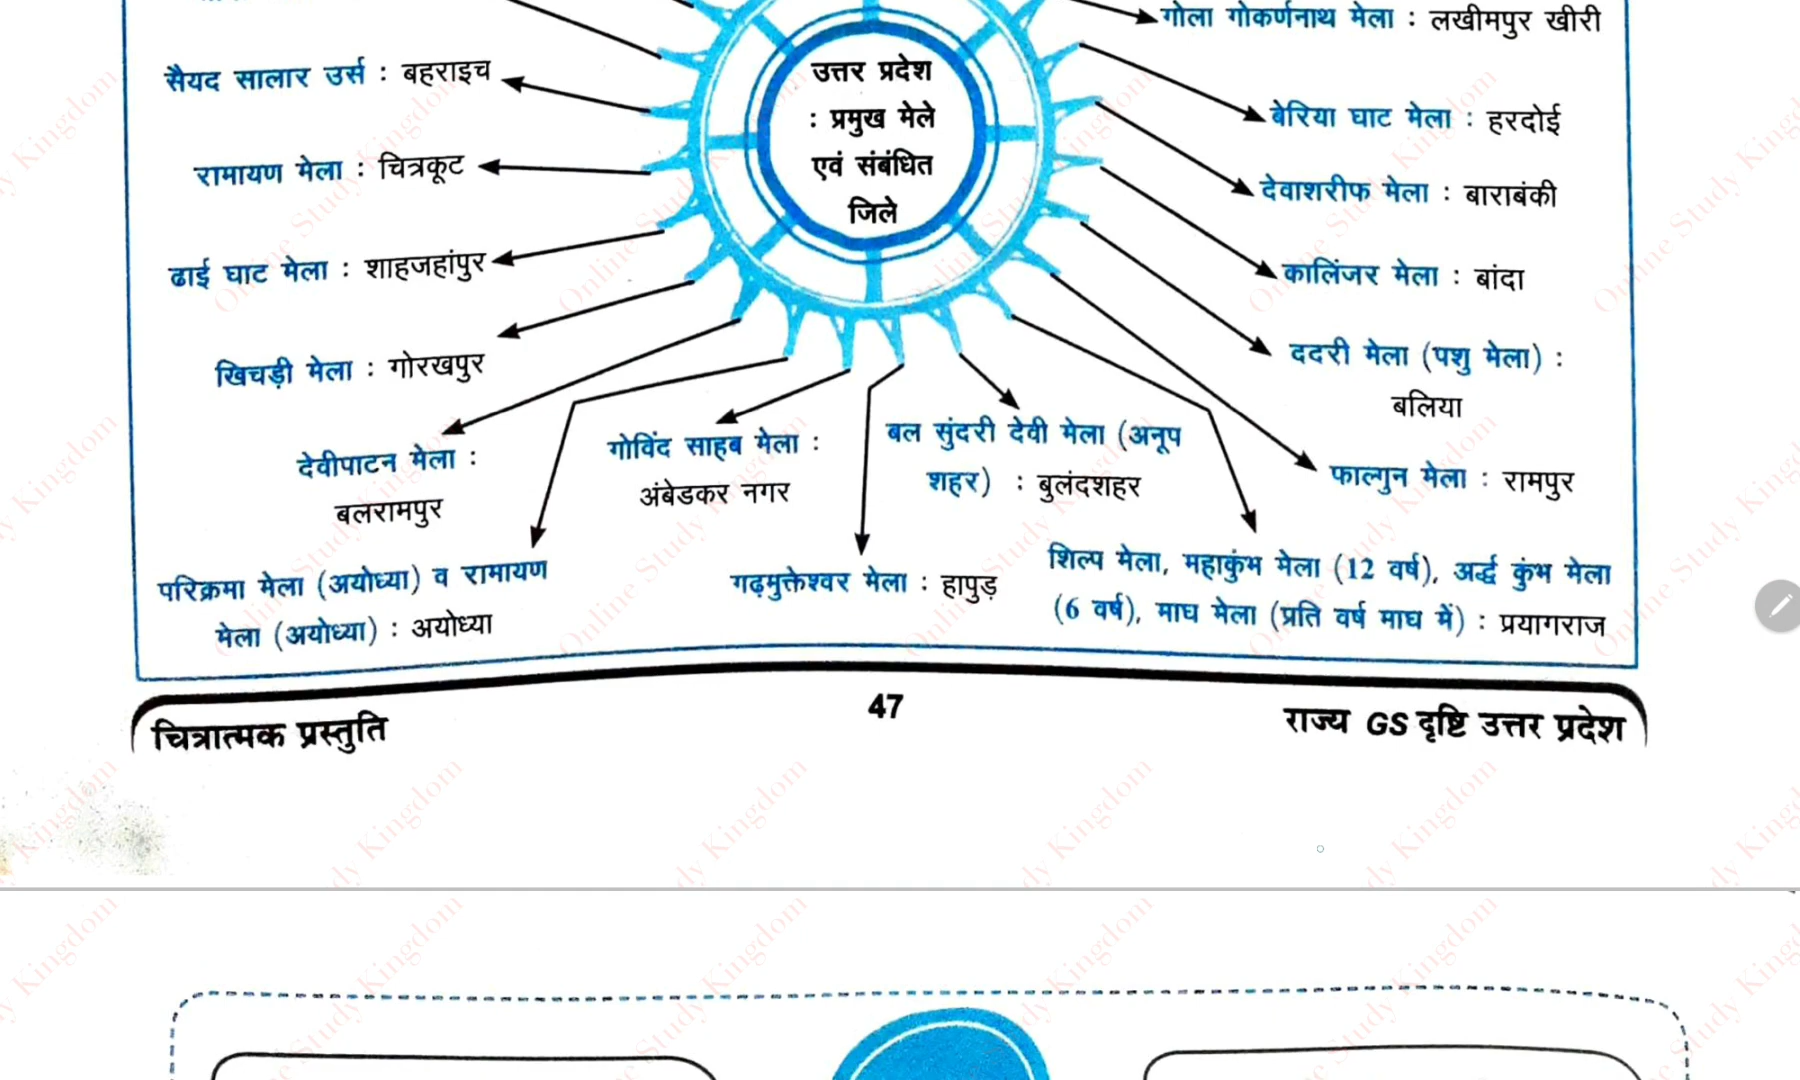 गोला गोकर्णनाथ मेला : लखीमपुर खीरी
सैयद सालार उर्स : बहराइच
उत्तर प्रदेश
: प्रमुख मेले
एवं संबंधित
जिले
बेरिया घाट मेला : हरदोई
रामायण मेला : चित्रकूट
देवाशरीफ मेला : बाराबंकी
ढाई घाट मेला : शाहजहांपुर
कालिंजर मेला : बांदा
खिचड़ी मेला : गोरखपुर
ददरी मेला (पशु मेला) :
बलिया
देवीपाटन मेला :
बलरामपुर
गोविंद साहब मेला :
अंबेडकर नगर
बल सुंदरी देवी मेला (अनूप
शहर) : बुलंदशहर
फाल्गुन मेला : रामपुर
परिक्रमा मेला (अयोध्या) व रामायण
मेला (अयोध्या) : अयोध्या
गढ़मुक्तेश्वर मेला : हापुड़
शिल्प मेला, महाकुंभ मेला (12 वर्ष), अर्द्ध कुंभ मेला
(6 वर्ष), माघ मेला (प्रति वर्ष माघ में) : प्रयागराज
चित्रात्मक प्रस्तुति
47
राज्य GS दृष्टि उत्तर प्रदेश
Online Study Kingdom